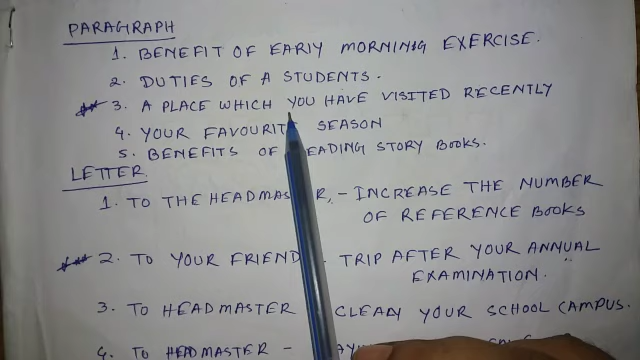 PARAGRAPH
1. BENEFIT OF EARLY MORNING EXERCISE.
2. DUTIES OF A STUDENTS.
3. A PLACE WHICH YOU HAVE VISITED RECENTLY
4. YOUR FAVOURITE SEASON
5. BENEFITS OF READING STORY BOOKS.
LETTER
1. TO THE HEADMASTER, - INCREASE THE NUMBER
OF REFERENCE BOOKS
2. TO YOUR FRIEND - TRIP AFTER YOUR ANNUAL
EXAMINATION.
3. TO HEADMASTER YOUR SCHOOL CAMPUS.
4. TO HEADMASTER -